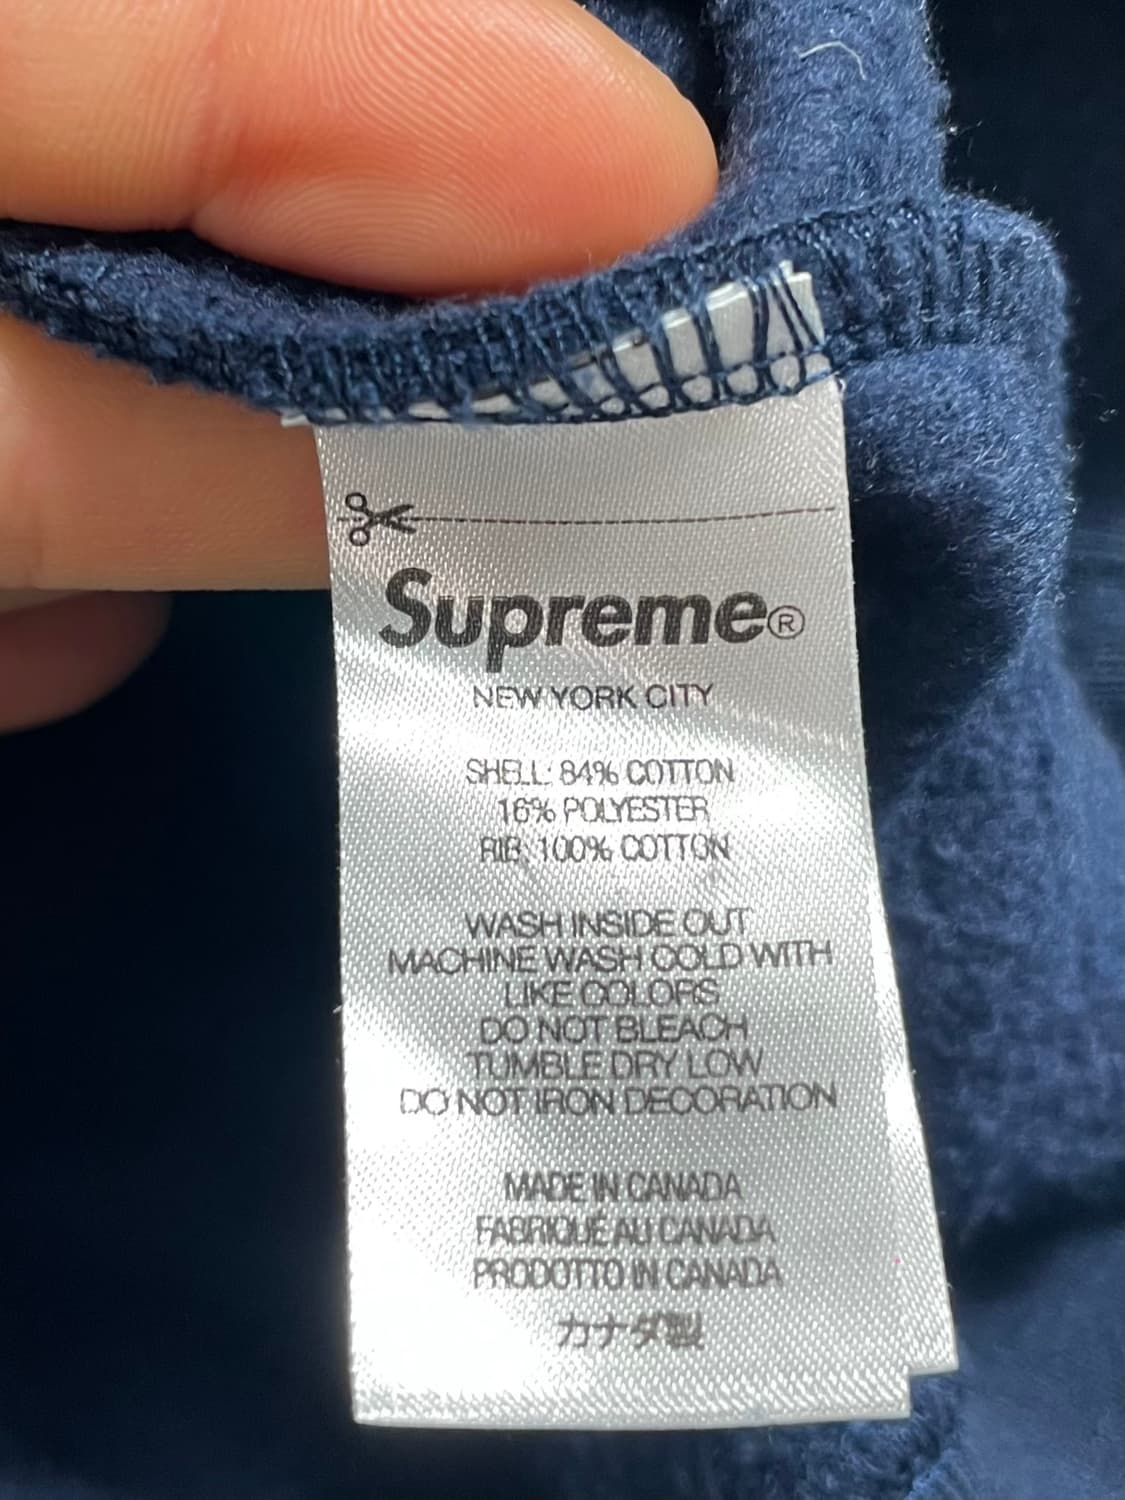 Supreme®
NEW YORK CITY
SHELL: 84% COTTON
16% POLYESTER
RIB: 100% COTTON
WASH INSIDE OUT
MACHINE WASH COLD WITH
LIKE COLORS
DO NOT BLEACH
TUMBLE DRY LOW
DO NOT IRON DECORATION
MADE IN CANADA
FABRIQUÉ AU CANADA
PRODOTTO IN CANADA
カナダ製